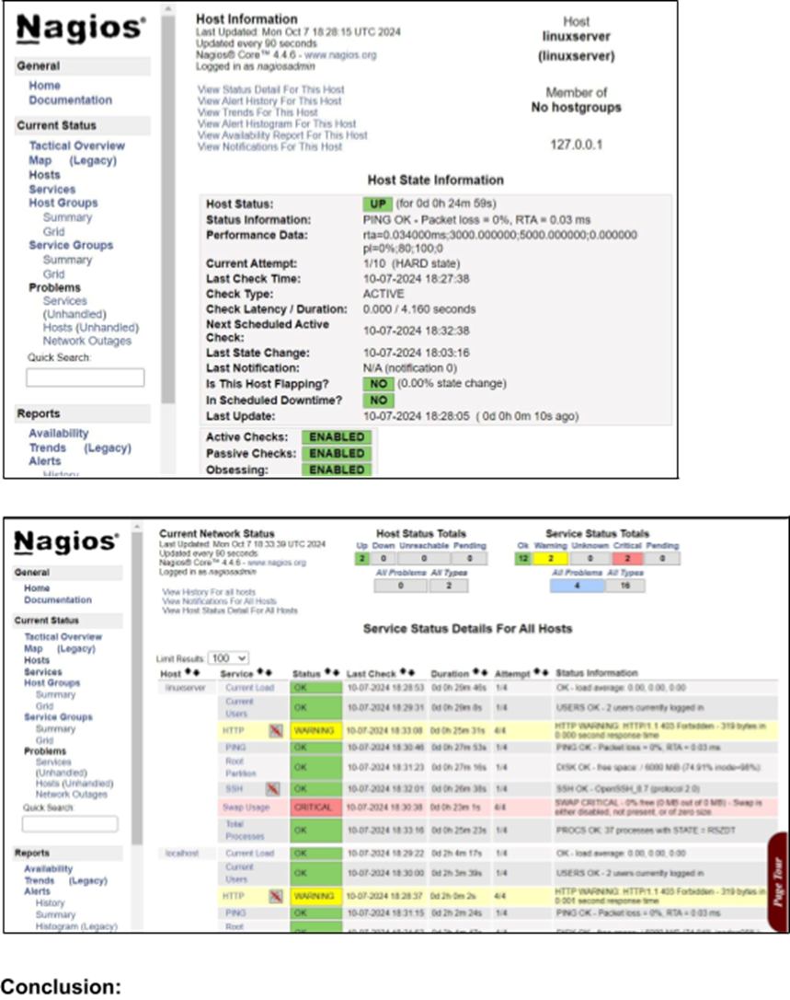 Nagios®
General
Home
Documentation
Current Status
Tactical Overview
Map (Legacy)
Hosts
Services
Host Groups
Summary
Grid
Service Groups
Summary
Grid
Problems
Services
(Unhandled)
Hosts (Unhandled)
Network Outages
Quick Search:
Reports
Availability
Trends (Legacy)
Alerts
History
Host Information
Last Updated: Mon Oct 7 18:28:15 UTC 2024
Updated every 90 seconds
Nagios® Core™ 4.4.6 - www.nagios.org
Logged in as nagiosadmin
View Status Detail For This Host
View Alert History For This Host
View Trends For This Host
View Alert Histogram For This Host
View Availability Report For This Host
View Notifications For This Host
Host
linuxserver
(linuxserver)
Member of
No hostgroups
127.0.0.1
Host State Information
Host Status: UP (for 0d 0h 24m 59s)
Status Information: PING OK - Packet loss = 0%, RTA = 0.03 ms
Performance Data: rta=0.034000ms;3000.000000;5000.000000;0.000000
pl=0%;80;100;0
Current Attempt: 1/10 (HARD state)
Last Check Time: 10-07-2024 18:27:38
Check Type: ACTIVE
Check Latency / Duration: 0.000 / 4.160 seconds
Next Scheduled Active
Check: 10-07-2024 18:32:38
Last State Change: 10-07-2024 18:03:16
Last Notification: N/A (notification 0)
Is This Host Flapping? NO (0.00% state change)
In Scheduled Downtime? NO
Last Update: 10-07-2024 18:28:05 ( 0d 0h 0m 10s ago)
Active Checks: ENABLED
Passive Checks: ENABLED
Obsessing: ENABLED
Nagios®
General
Home
Documentation
Current Status
Tactical Overview
Map (Legacy)
Hosts
Services
Host Groups
Summary
Grid
Service Groups
Summary
Grid
Problems
Services
(Unhandled)
Hosts (Unhandled)
Network Outages
Quick Search:
Reports
Availability
Trends (Legacy)
Alerts
History
Summary
Histogram (Legacy)
Current Network Status
Last Updated: Mon Oct 7 18:33:39 UTC 2024
Updated every 90 seconds
Nagios® Core™ 4.4.6 - www.nagios.org
Logged in as nagiosadmin
View History For all hosts
View Notifications For All Hosts
View Host Status Detail For All Hosts
Host Status Totals
Up Down Unreachable Pending
2 0 0 0
All Problems All Types
0 2
Service Status Totals
Ok Warning Unknown Critical Pending
12 2 0 2 0
All Problems All Types
4 16
Service Status Details For All Hosts
Limit Results: 100
Host Service Status Last Check Duration Attempt Status Information
linuxserver Current Load OK 10-07-2024 18:28:53 0d 0h 29m 46s 1/4 OK - load average: 0.00, 0.00, 0.00
Current
Users OK 10-07-2024 18:29:31 0d 0h 29m 8s 1/4 USERS OK - 2 users currently logged in
HTTP WARNING 10-07-2024 18:33:08 0d 0h 25m 31s 4/4 HTTP WARNING: HTTP/1.1 403 Forbidden - 319 bytes in
0.000 second response time
PING OK 10-07-2024 18:30:46 0d 0h 27m 53s 1/4 PING OK - Packet loss = 0%, RTA = 0.03 ms
Root
Partition OK 10-07-2024 18:31:23 0d 0h 27m 16s 1/4 DISK OK - free space: / 6080 MiB (74.91% inode=98%):
SSH OK 10-07-2024 18:32:01 0d 0h 26m 38s 1/4 SSH OK - OpenSSH_8.7 (protocol 2.0)
Swap Usage CRITICAL 10-07-2024 18:30:38 0d 0h 23m 1s 4/4 SWAP CRITICAL - 0% free (0 MB out of 0 MB) - Swap is
either disabled, not present, or of zero size.
Total
Processes OK 10-07-2024 18:33:16 0d 0h 25m 23s 1/4 PROCS OK: 37 processes with STATE = RSZDT
localhost Current Load OK 10-07-2024 18:29:22 0d 2h 4m 17s 1/4 OK - load average: 0.00, 0.00, 0.00
Current
Users OK 10-07-2024 18:30:00 0d 2h 3m 39s 1/4 USERS OK - 2 users currently logged in
HTTP WARNING 10-07-2024 18:28:37 0d 2h 0m 2s 4/4 HTTP WARNING: HTTP/1.1 403 Forbidden - 319 bytes in
0.001 second response time
PING OK 10-07-2024 18:31:15 0d 2h 2m 24s 1/4 PING OK - Packet loss = 0%, RTA = 0.03 ms
Root
Page Tour
Conclusion: